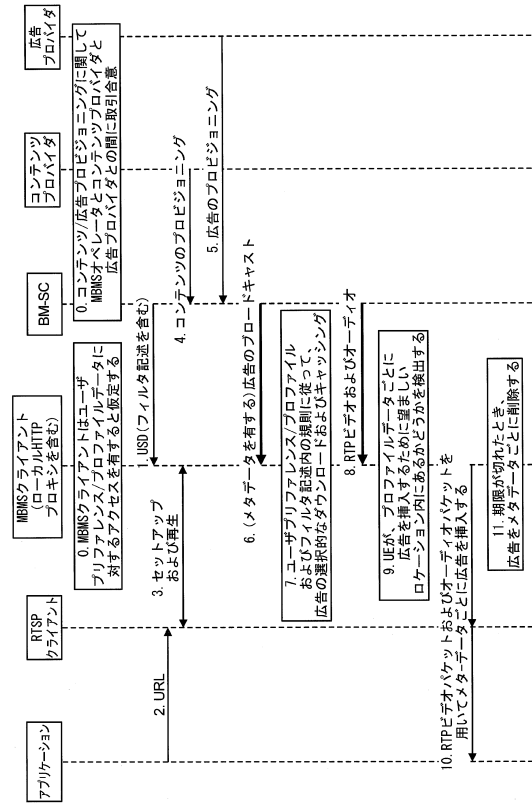 アプリケーション
RTSP
クライアント
MBMSクライアント
(ローカルHTTP
プロキシを含む)
BM-SC
コンテンツ
プロバイダ
広告
プロバイダ
0. MBMSクライアントはユーザ
プリファレンス/プロファイルデータに
対するアクセスを有すると仮定する
0. コンテンツ/広告プロビジョニングに関して
MBMSオペレータとコンテンツプロバイダと
広告プロバイダとの間に取引合意
.USD(フィルタ記述を含む)
2. URL
3. セットアップ
および再生
4. コンテンツのプロビジョニング
5. 広告のプロビジョニング
6. (メタデータを有する)広告のブロードキャスト
7. ユーザプリファレンス/プロファイル
およびフィルタ記述内の規則に従って、
広告の選択的なダウンロードおよびキャッシング
8. RTPビデオおよびオーディオ
9. UEが、プロファイルデータごとに
広告を挿入するために望ましい
ロケーション内にあるかどうかを検出する
10. RTPビデオパケットおよびオーディオパケットを
用いてメタ-データごとに広告を挿入する
11. 期限が切れたとき、
広告をメタデータごとに削除する